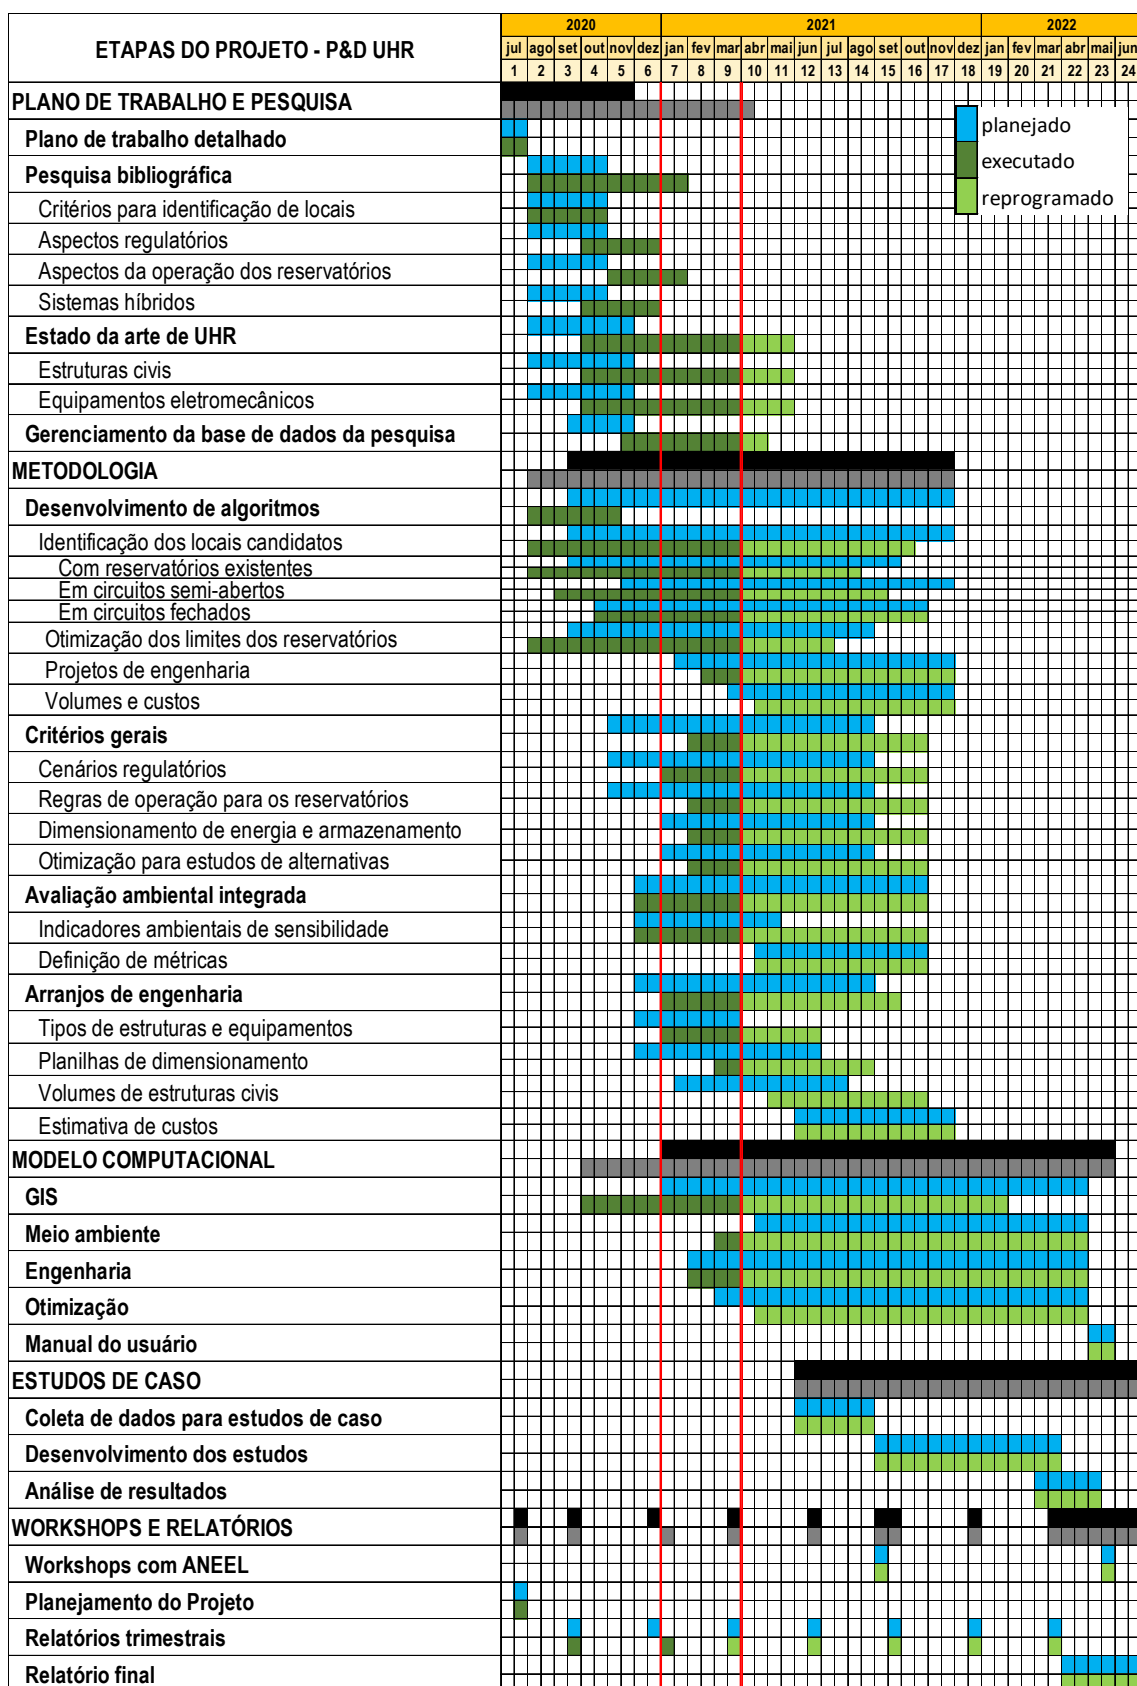 ETAPAS DO PROJETO - P&D UHR
2020 2021 2022
jul ago set out nov dez jan fev mar abr mai jun jul ago set out nov dez jan fev mar abr mai jun
1 2 3 4 5 6 7 8 9 10 11 12 13 14 15 16 17 18 19 20 21 22 23 24
PLANO DE TRABALHO E PESQUISA
planejado
Plano de trabalho detalhado
executado
Pesquisa bibliográfica
reprogramado
Critérios para identificação de locais
Aspectos regulatórios
Aspectos da operação dos reservatórios
Sistemas híbridos
Estado da arte de UHR
Estruturas civis
Equipamentos eletromecânicos
Gerenciamento da base de dados da pesquisa
METODOLOGIA
Desenvolvimento de algoritmos
Identificação dos locais candidatos
Com reservatórios existentes
Em circuitos semi-abertos
Em circuitos fechados
Otimização dos limites dos reservatórios
Projetos de engenharia
Volumes e custos
Critérios gerais
Cenários regulatórios
Regras de operação para os reservatórios
Dimensionamento de energia e armazenamento
Otimização para estudos de alternativas
Avaliação ambiental integrada
Indicadores ambientais de sensibilidade
Definição de métricas
Arranjos de engenharia
Tipos de estruturas e equipamentos
Planilhas de dimensionamento
Volumes de estruturas civis
Estimativa de custos
MODELO COMPUTACIONAL
GIS
Meio ambiente
Engenharia
Otimização
Manual do usuário
ESTUDOS DE CASO
Coleta de dados para estudos de caso
Desenvolvimento dos estudos
Análise de resultados
WORKSHOPS E RELATÓRIOS
Workshops com ANEEL
Planejamento do Projeto
Relatórios trimestrais
Relatório final